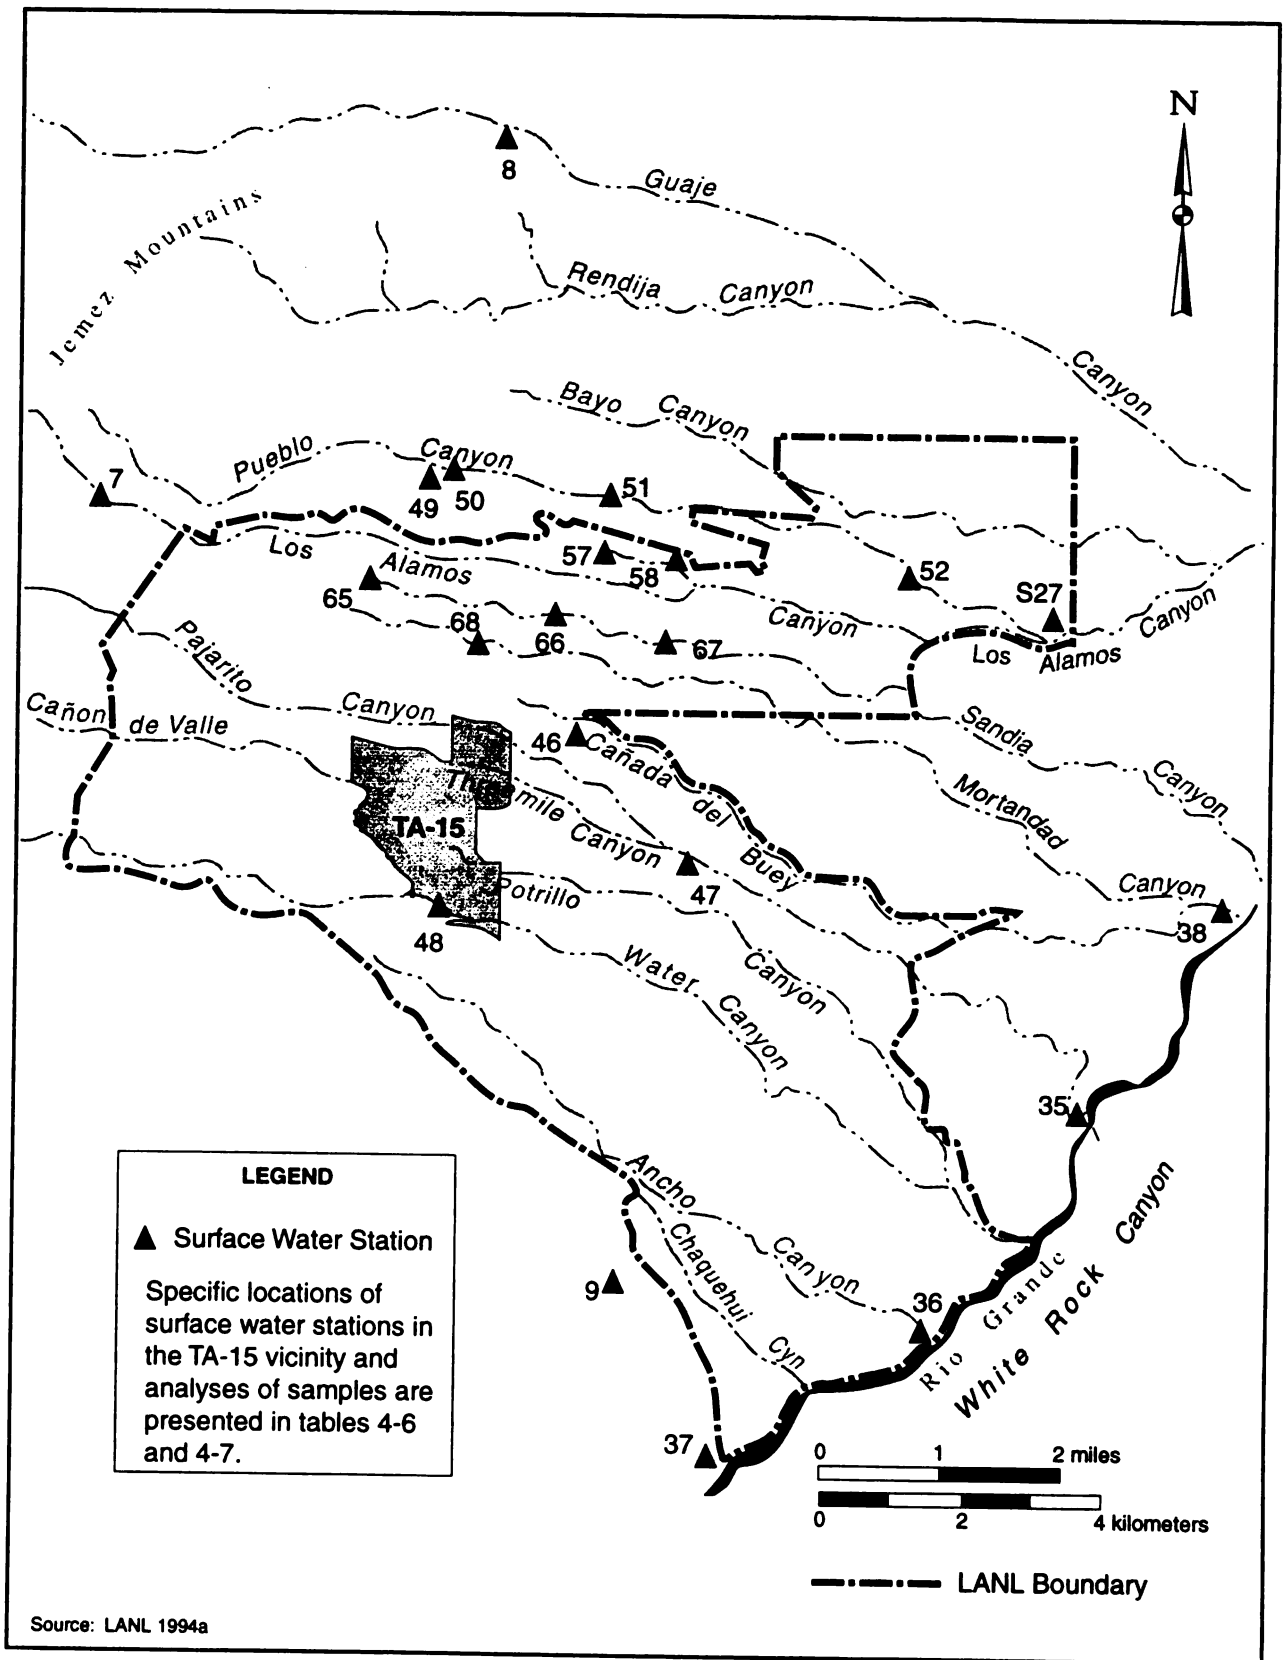 N
8
Guaje
Jemez Mountains
Rendija Canyon
Canyon
Bayo Canyon
Pueblo Canyon
7
49
50
51
Los Alamos
57
58
52
S27
65
68
66
67
Canyon
Canyon
Los Alamos
Pajarito
Canyon
Cañon de Valle
46
Cañada del Buey
Sandia
Canyon
Mortandad
Threemile Canyon
TA-15
Potrillo
47
Canyon
38
48
Water
Canyon
Canyon
35
LEGEND
Surface Water Station
Specific locations of
surface water stations in
the TA-15 vicinity and
analyses of samples are
presented in tables 4-6
and 4-7.
Ancho
Canyon
Chaquehui
Cyn
9
36
Rio Grande
White Rock Canyon
37
0 1 2 miles
0 2 4 kilometers
LANL Boundary
Source: LANL 1994a